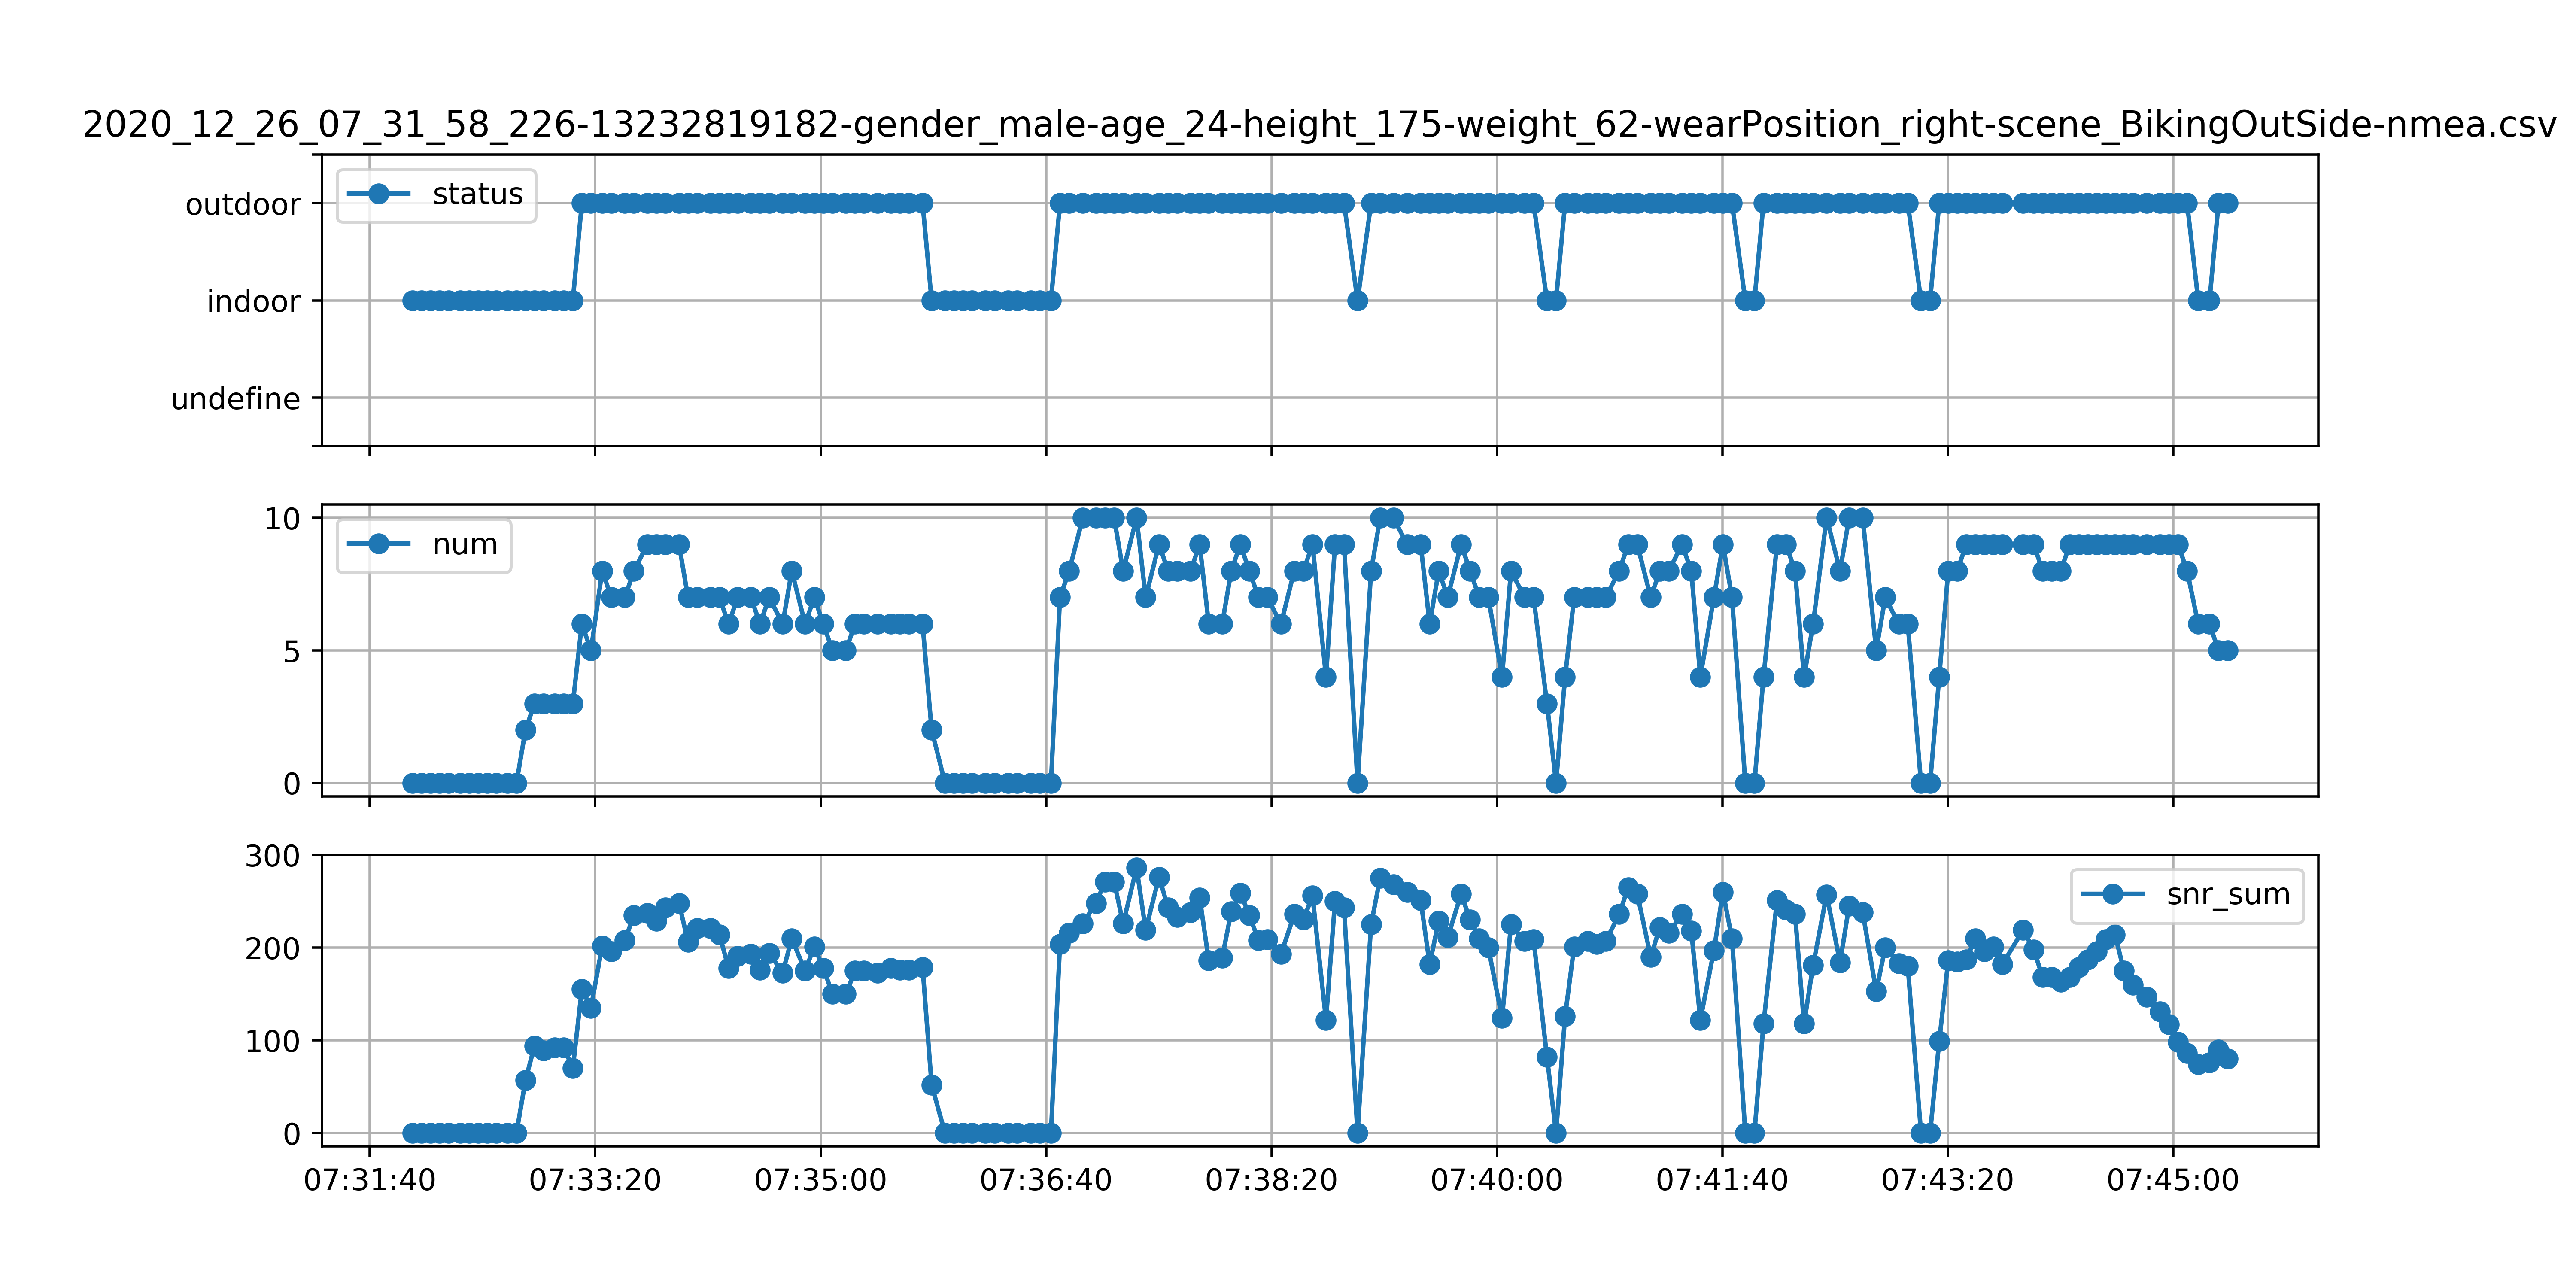 2020_12_26_07_31_58_226-13232819182-gender_male-age_24-height_175-weight_62-wearPosition_right-scene_BikingOutSide-nmea.csv
status
outdoor
indoor
undefine
num
10
5
0
snr_sum
300
200
100
0
07:31:40 07:33:20 07:35:00 07:36:40 07:38:20 07:40:00 07:41:40 07:43:20 07:45:00